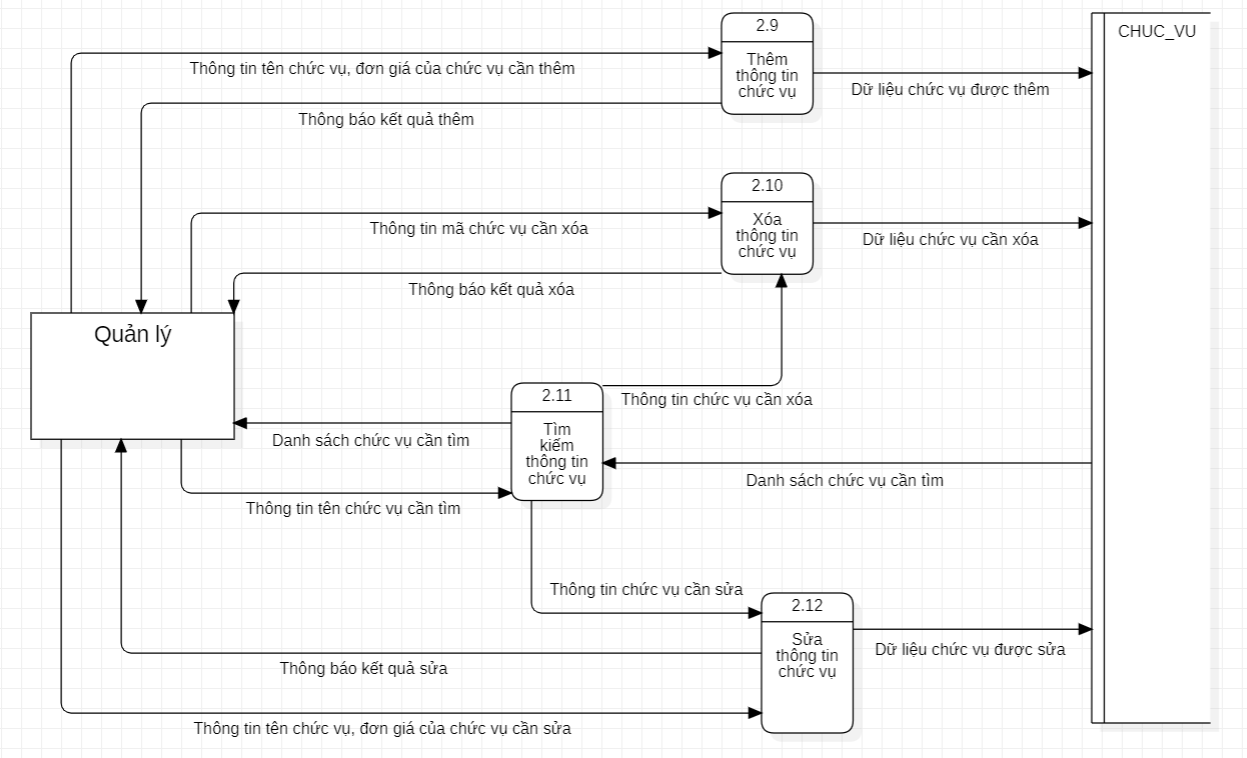 2.9
CHUC_VU
Thêm
thông tin
chức vụ
Thông tin tên chức vụ, đơn giá của chức vụ cần thêm
Dữ liệu chức vụ được thêm
Thông báo kết quả thêm
2.10
Xóa
thông tin
chức vụ
Thông tin mã chức vụ cần xóa
Dữ liệu chức vụ cần xóa
Thông báo kết quả xóa
Quản lý
2.11
Thông tin chức vụ cần xóa
Tìm
kiếm
thông tin
chức vụ
Danh sách chức vụ cần tìm
Danh sách chức vụ cần tìm
Thông tin tên chức vụ cần tìm
Thông tin chức vụ cần sửa
2.12
Sửa
thông tin
chức vụ
Dữ liệu chức vụ được sửa
Thông báo kết quả sửa
Thông tin tên chức vụ, đơn giá của chức vụ cần sửa